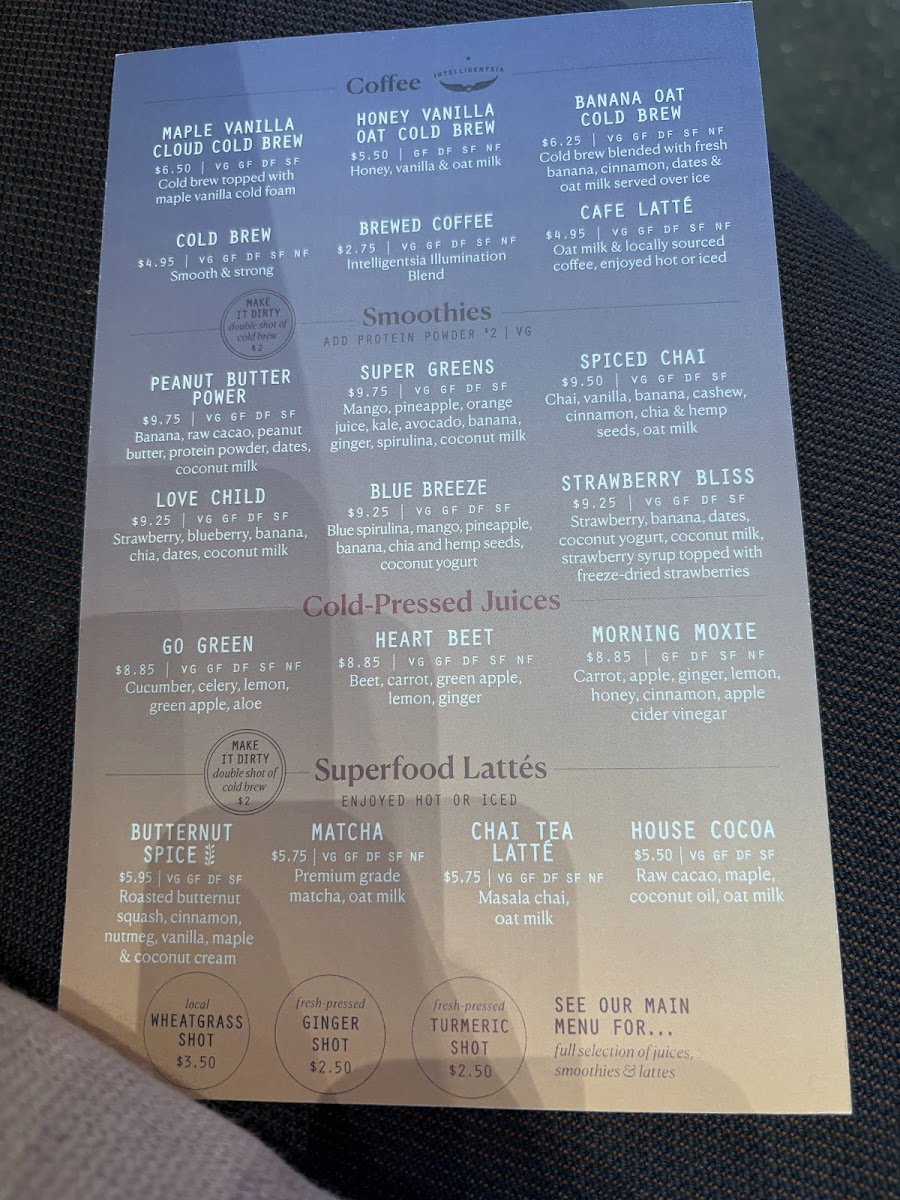 Coffee
INTELLIGENTSIA
MAPLE VANILLA
CLOUD COLD BREW
$6.50 | VG GF DF SF
Cold brew topped with
maple vanilla cold foam
HONEY VANILLA
OAT COLD BREW
$5.50 | GF DF SF NF
Honey, vanilla & oat milk
BANANA OAT
COLD BREW
$6.25 | VG GF DF SF NF
Cold brew blended with fresh
banana, cinnamon, dates &
oat milk served over ice
COLD BREW
$4.95 | VG GF DF SF NF
Smooth & strong
BREWED COFFEE
$2.75 | VG GF DF SF NF
Intelligentsia Illumination
Blend
CAFE LATTÉ
$4.95 | VG GF DF SF NF
Oat milk & locally sourced
coffee, enjoyed hot or iced
MAKE
IT DIRTY
double shot of
cold brew
$2
Smoothies
ADD PROTEIN POWDER $2 | VG
PEANUT BUTTER
POWER
$9.75 | VG GF DF SF
Banana, raw cacao, peanut
butter, protein powder, dates,
coconut milk
SUPER GREENS
$9.75 | VG GF DF SF
Mango, pineapple, orange
juice, kale, avocado, banana,
ginger, spirulina, coconut milk
SPICED CHAI
$9.50 | VG GF DF SF
Chai, vanilla, banana, cashew,
cinnamon, chia & hemp
seeds, oat milk
LOVE CHILD
$9.25 | VG GF DF SF
Strawberry, blueberry, banana,
chia, dates, coconut milk
BLUE BREEZE
$9.25 | VG GF DF SF
Blue spirulina, mango, pineapple,
banana, chia and hemp seeds,
coconut yogurt
STRAWBERRY BLISS
$9.25 | VG GF DF SF
Strawberry, banana, dates,
coconut yogurt, coconut milk,
strawberry syrup topped with
freeze-dried strawberries
Cold-Pressed Juices
GO GREEN
$8.85 | VG GF DF SF NF
Cucumber, celery, lemon,
green apple, aloe
HEART BEET
$8.85 | VG GF DF SF NF
Beet, carrot, green apple,
lemon, ginger
MORNING MOXIE
$8.85 | GF DF SF NF
Carrot, apple, ginger, lemon,
honey, cinnamon, apple
cider vinegar
MAKE
IT DIRTY
double shot of
cold brew
$2
Superfood Lattés
ENJOYED HOT OR ICED
BUTTERNUT
SPICE
$5.95 | VG GF DF SF
Roasted butternut
squash, cinnamon,
nutmeg, vanilla, maple
& coconut cream
MATCHA
$5.75 | VG GF DF SF NF
Premium grade
matcha, oat milk
CHAI TEA
LATTÉ
$5.75 | VG GF DF SF NF
Masala chai,
oat milk
HOUSE COCOA
$5.50 | VG GF DF SF
Raw cacao, maple,
coconut oil, oat milk
local
WHEATGRASS
SHOT
$3.50
fresh-pressed
GINGER
SHOT
$2.50
fresh-pressed
TURMERIC
SHOT
$2.50
SEE OUR MAIN
MENU FOR...
full selection of juices,
smoothies & lattes